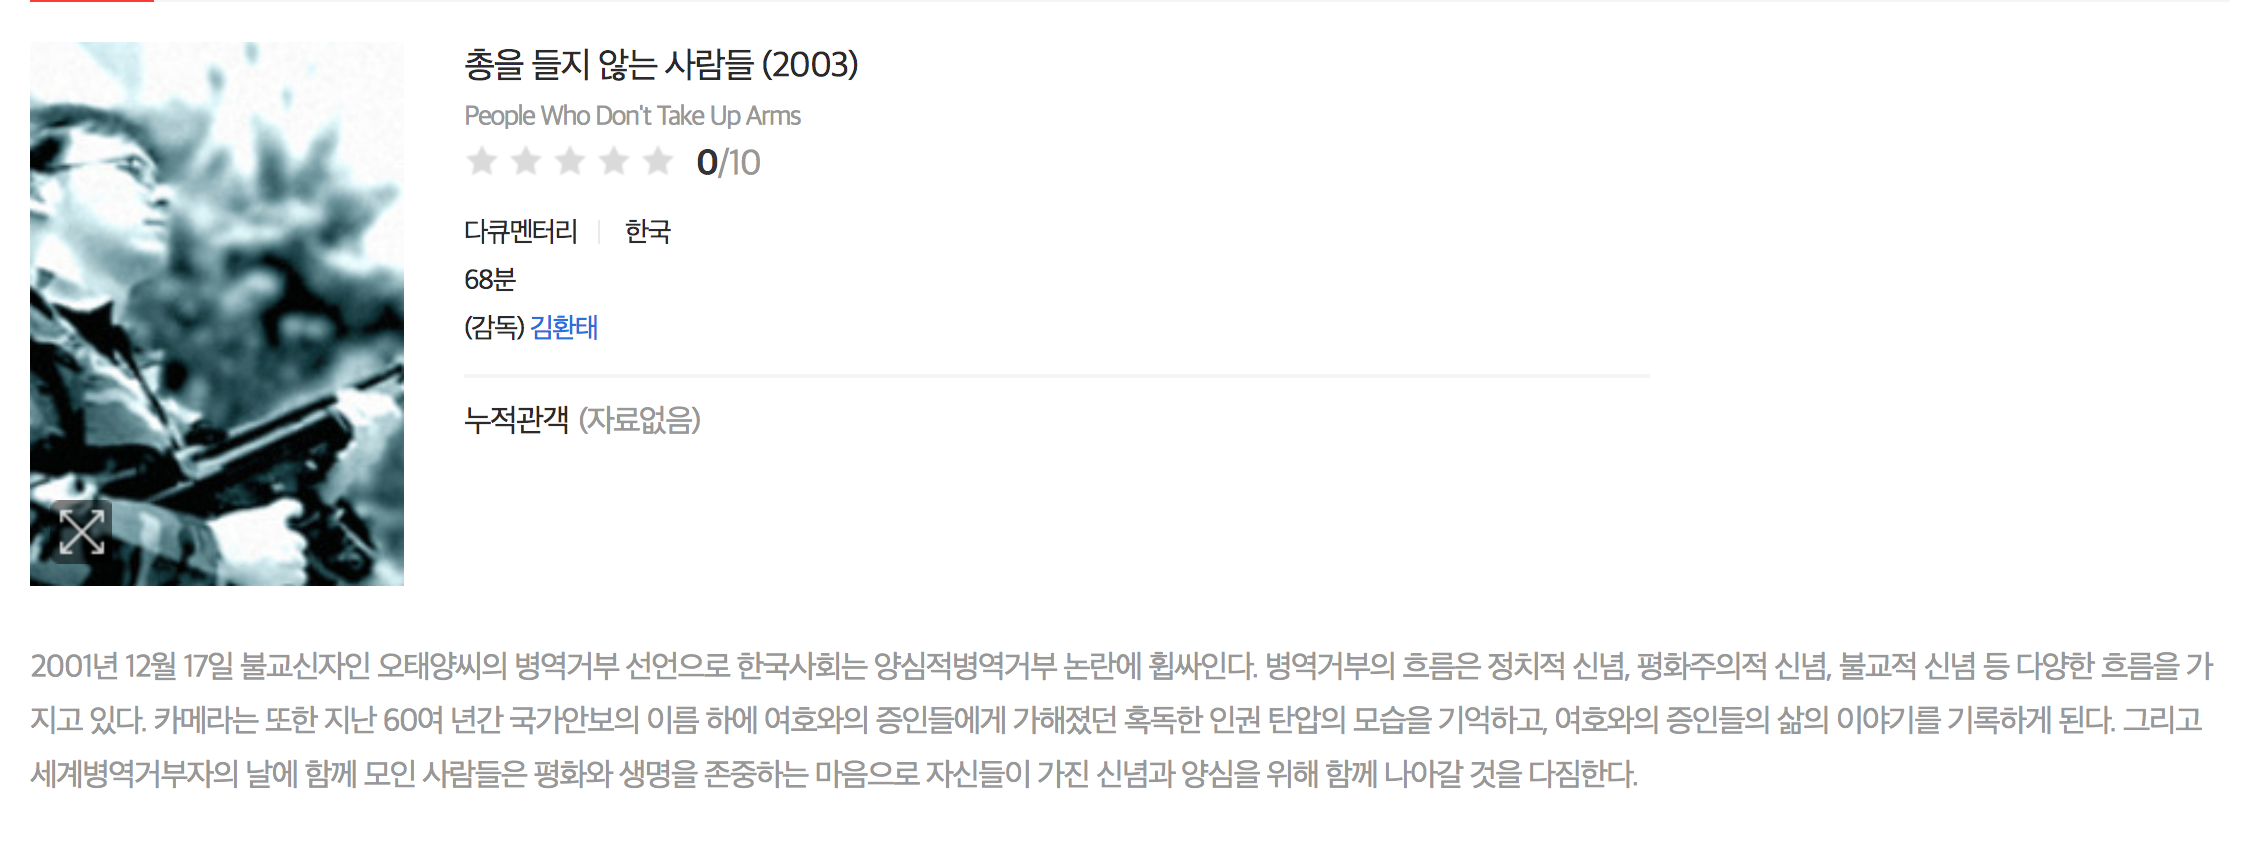 총을 들지 않는 사람들 (2003)
People Who Don't Take Up Arms
0/10
다큐멘터리 한국
68분
(감독) 김환태
누적관객 (자료없음)
2001년 12월 17일 불교신자인 오태양씨의 병역거부 선언으로 한국사회는 양심적병역거부 논란에 휩싸인다. 병역거부의 흐름은 정치적 신념, 평화주의적 신념, 불교적 신념 등 다양한 흐름을 가
지고 있다. 카메라는 또한 지난 60여 년간 국가안보의 이름 하에 여호와의 증인들에게 가해졌던 혹독한 인권 탄압의 모습을 기억하고, 여호와의 증인들의 삶의 이야기를 기록하게 된다. 그리고
세계병역거부자의 날에 함께 모인 사람들은 평화와 생명을 존중하는 마음으로 자신들이 가진 신념과 양심을 위해 함께 나아갈 것을 다짐한다.